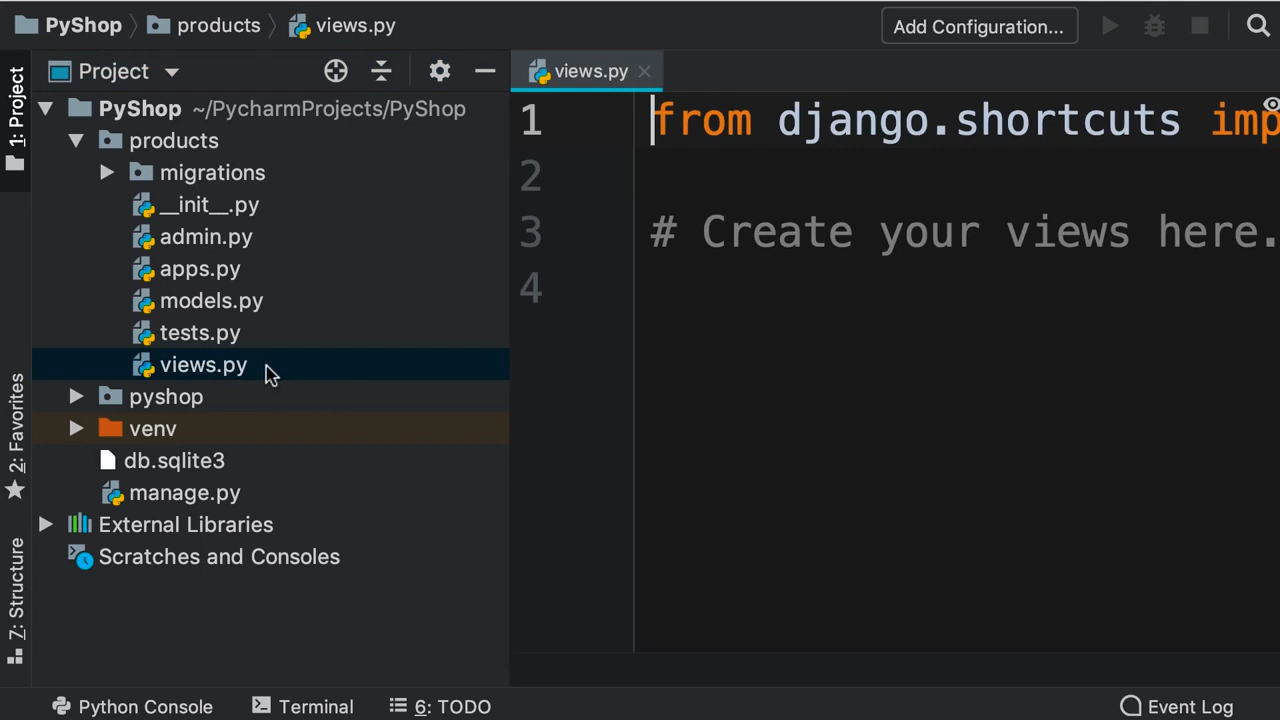 PyShop products views.py Add Configuration...
1: Project
Project
views.py
PyShop ~/PycharmProjects/PyShop
products
migrations
__init__.py
admin.py
apps.py
models.py
tests.py
views.py
pyshop
venv
db.sqlite3
manage.py
External Libraries
Scratches and Consoles
2: Favorites
7: Structure
1 from django.shortcuts imp
2
3 # Create your views here.
4
Python Console Terminal 6: TODO Event Log